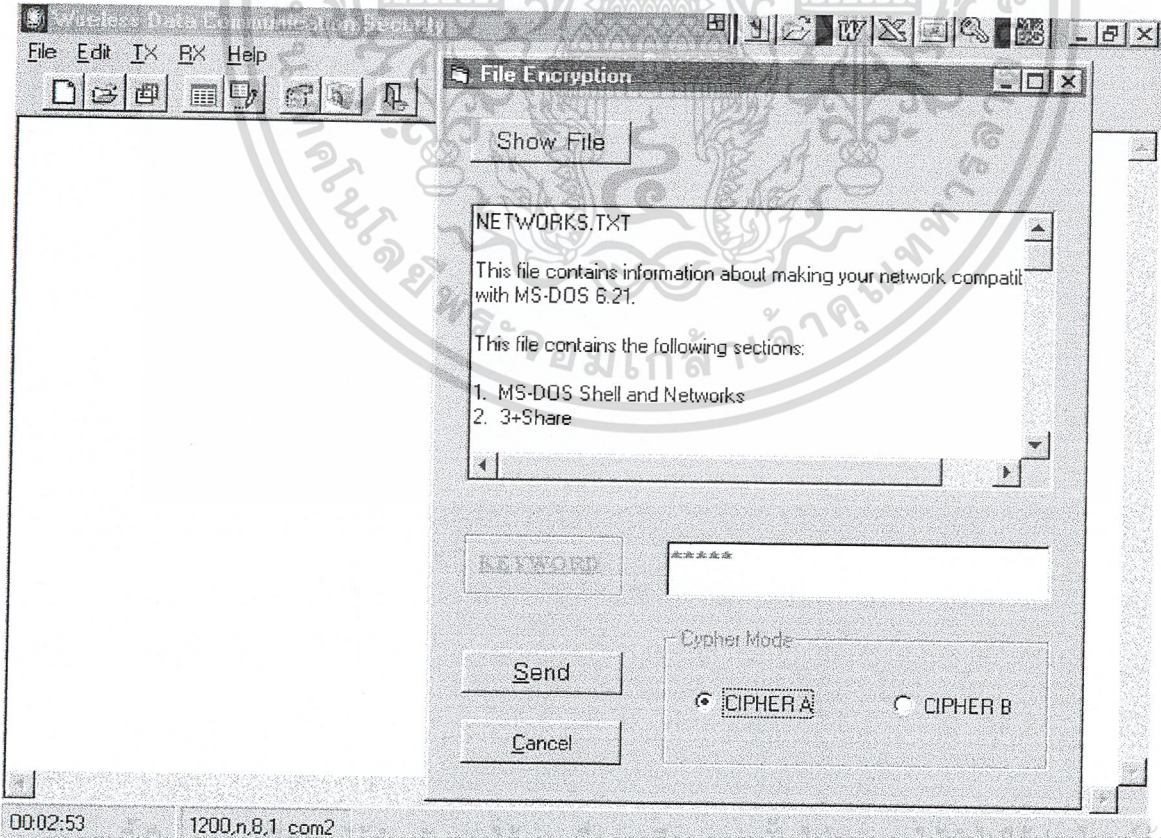 Wireless Data Communication Security
File Edit TX RX Help
File Encryption
Show File
NETWORKS.TXT
This file contains information about making your network compatit
with MS-DOS 6.21.
This file contains the following sections:
1. MS-DOS Shell and Networks
2. 3+Share
KEYWORD
*****
Cypher Mode
Send
CIPHER A
CIPHER B
Cancel
00:02:53
1200,n,8,1 com2